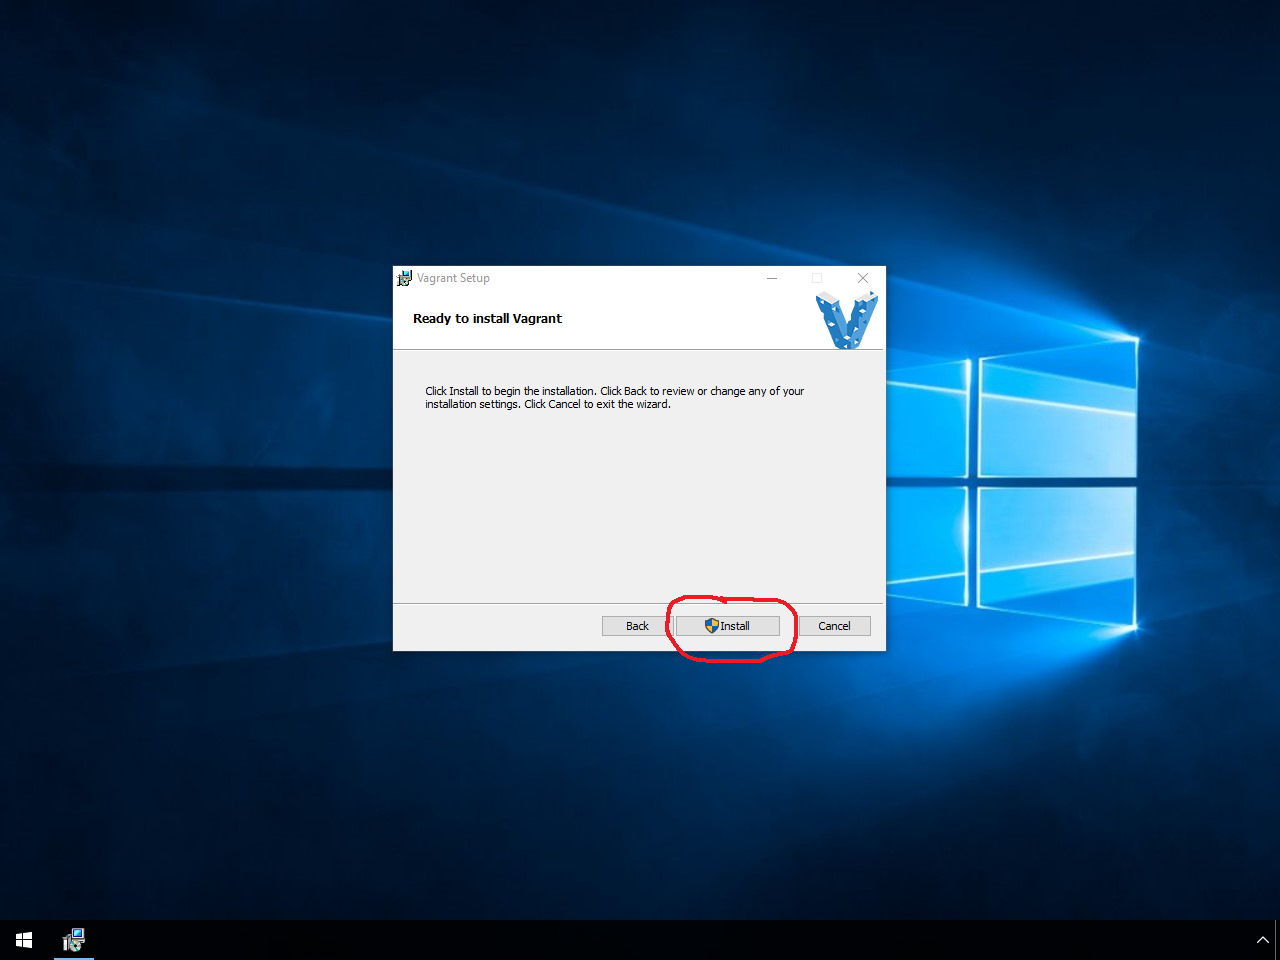 Vagrant Setup
Ready to install Vagrant
Click Install to begin the installation. Click Back to review or change any of your
installation settings. Click Cancel to exit the wizard.
Back
Install
Cancel